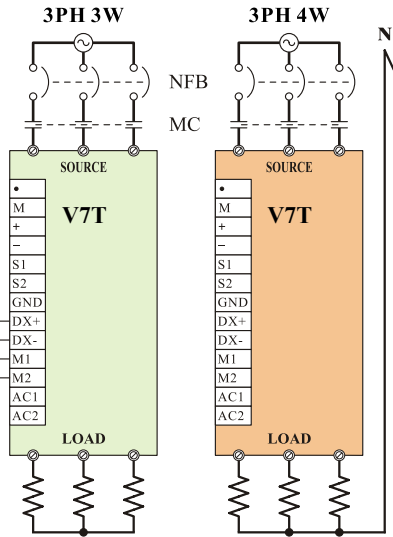 3PH 3W
3PH 4W
N
NFB
MC
SOURCE
•
M
V7T
+
−
S1
S2
GND
DX+
DX-
M1
M2
AC1
AC2
LOAD
SOURCE
•
M
V7T
+
−
S1
S2
GND
DX+
DX-
M1
M2
AC1
AC2
LOAD